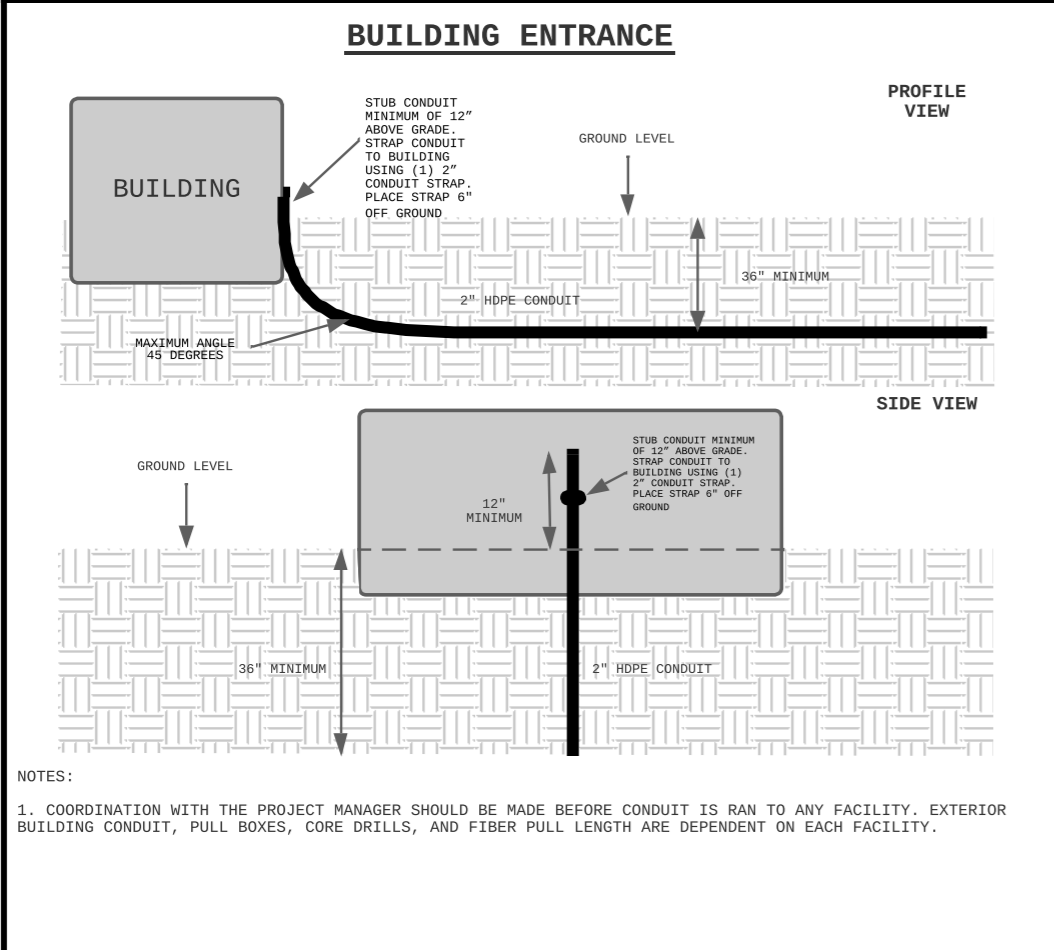 BUILDING ENTRANCE
PROFILE
VIEW
STUB CONDUIT
MINIMUM OF 12”
ABOVE GRADE.
STRAP CONDUIT
TO BUILDING
USING (1) 2”
CONDUIT STRAP.
PLACE STRAP 6"
OFF GROUND
GROUND LEVEL
BUILDING
36" MINIMUM
2" HDPE CONDUIT
MAXIMUM ANGLE
45 DEGREES
SIDE VIEW
STUB CONDUIT MINIMUM
OF 12” ABOVE GRADE.
STRAP CONDUIT TO
BUILDING USING (1)
2” CONDUIT STRAP.
PLACE STRAP 6" OFF
GROUND
GROUND LEVEL
12"
MINIMUM
36" MINIMUM
2" HDPE CONDUIT
NOTES:
1. COORDINATION WITH THE PROJECT MANAGER SHOULD BE MADE BEFORE CONDUIT IS RAN TO ANY FACILITY. EXTERIOR
BUILDING CONDUIT, PULL BOXES, CORE DRILLS, AND FIBER PULL LENGTH ARE DEPENDENT ON EACH FACILITY.